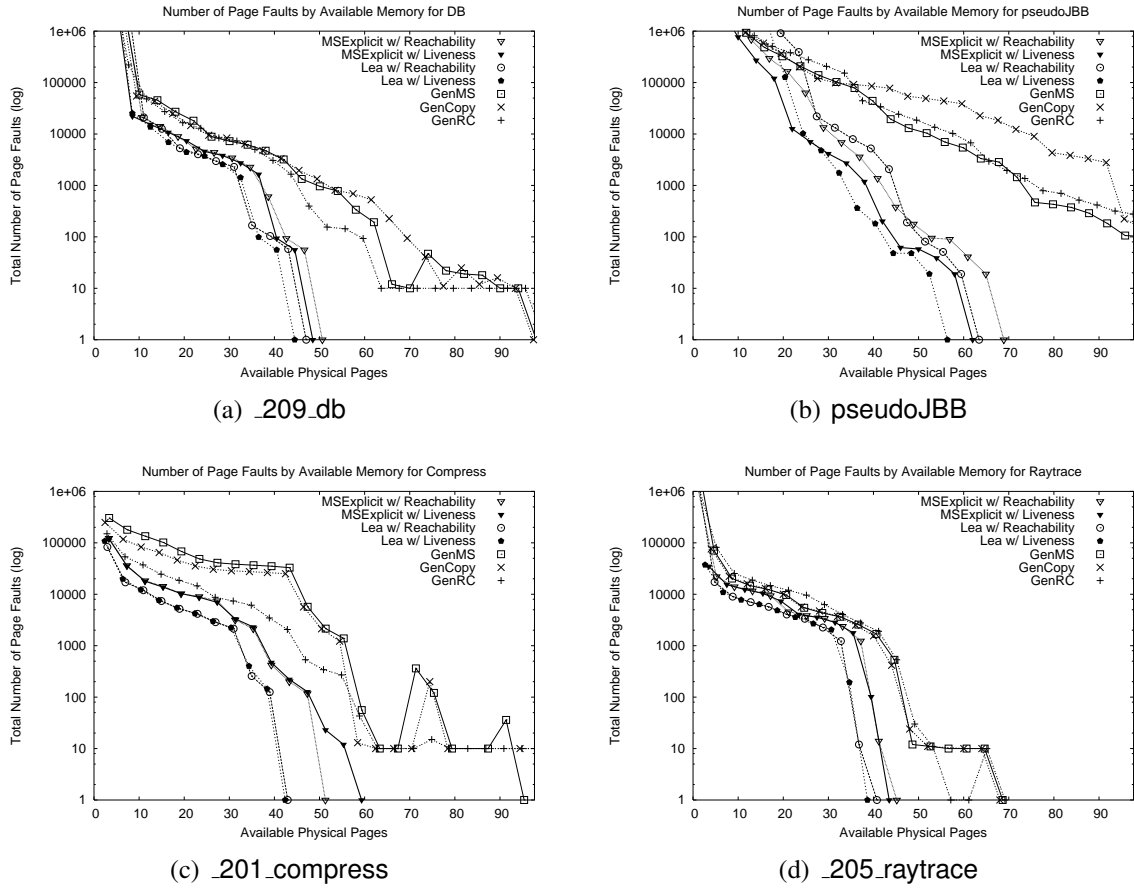 Number of Page Faults by Available Memory for DB
Total Number of Page Faults (log)
1e+06
100000
10000
1000
100
10
1
MSExplicit w/ Reachability
MSExplicit w/ Liveness
Lea w/ Reachability
Lea w/ Liveness
GenMS
GenCopy
GenRC
0 10 20 30 40 50 60 70 80 90
Available Physical Pages
(a) _209_db
Number of Page Faults by Available Memory for pseudoJBB
Total Number of Page Faults (log)
1e+06
100000
10000
1000
100
10
1
MSExplicit w/ Reachability
MSExplicit w/ Liveness
Lea w/ Reachability
Lea w/ Liveness
GenMS
GenCopy
GenRC
0 10 20 30 40 50 60 70 80 90
Available Physical Pages
(b) pseudoJBB
Number of Page Faults by Available Memory for Compress
Total Number of Page Faults (log)
1e+06
100000
10000
1000
100
10
1
MSExplicit w/ Reachability
MSExplicit w/ Liveness
Lea w/ Reachability
Lea w/ Liveness
GenMS
GenCopy
GenRC
0 10 20 30 40 50 60 70 80 90
Available Physical Pages
(c) _201_compress
Number of Page Faults by Available Memory for Raytrace
Total Number of Page Faults (log)
1e+06
100000
10000
1000
100
10
1
MSExplicit w/ Reachability
MSExplicit w/ Liveness
Lea w/ Reachability
Lea w/ Liveness
GenMS
GenCopy
GenRC
0 10 20 30 40 50 60 70 80 90
Available Physical Pages
(d) _205_raytrace